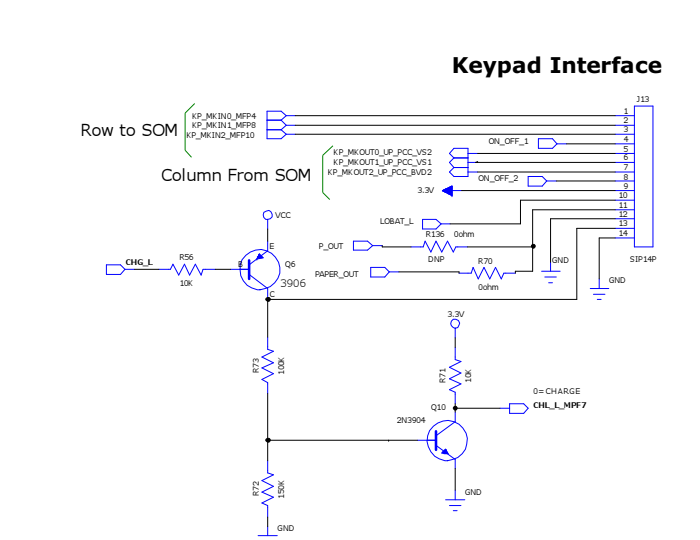 Keypad Interface
J13
Row to SOM
KP_MKIN0_MFP4
KP_MKIN1_MFP8
KP_MKIN2_MFP10
1
2
3
ON_OFF_1
4
Column From SOM
KP_MKOUT0_UP_PCC_VS2
KP_MKOUT1_UP_PCC_VS1
KP_MKOUT2_UP_PCC_BVD2
5
6
7
ON_OFF_2
8
3.3V
9
10
11
12
13
14
SIP14P
LOBAT_L
R136 0ohm
DNP
P_OUT
PAPER_OUT
R70
0ohm
GND
GND
VCC
E
B
C
Q6
3906
CHG_L
R56
10K
R73
100K
3.3V
R71
10K
0=CHARGE
CHL_L_MPF7
Q10
2N3904
R72
150K
GND
GND